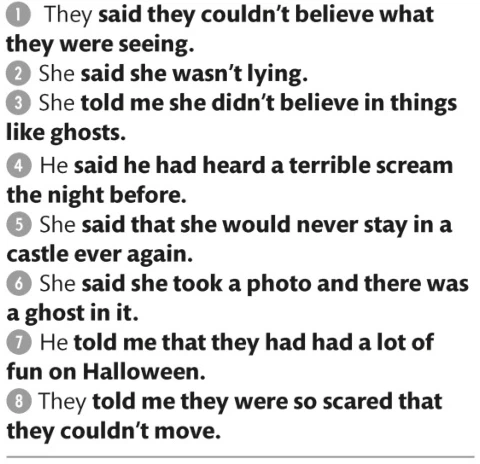 1 They said they couldn't believe what
they were seeing.
2 She said she wasn't lying.
3 She told me she didn't believe in things
like ghosts.
4 He said he had heard a terrible scream
the night before.
5 She said that she would never stay in a
castle ever again.
6 She said she took a photo and there was
a ghost in it.
7 He told me that they had had a lot of
fun on Halloween.
8 They told me they were so scared that
they couldn't move.